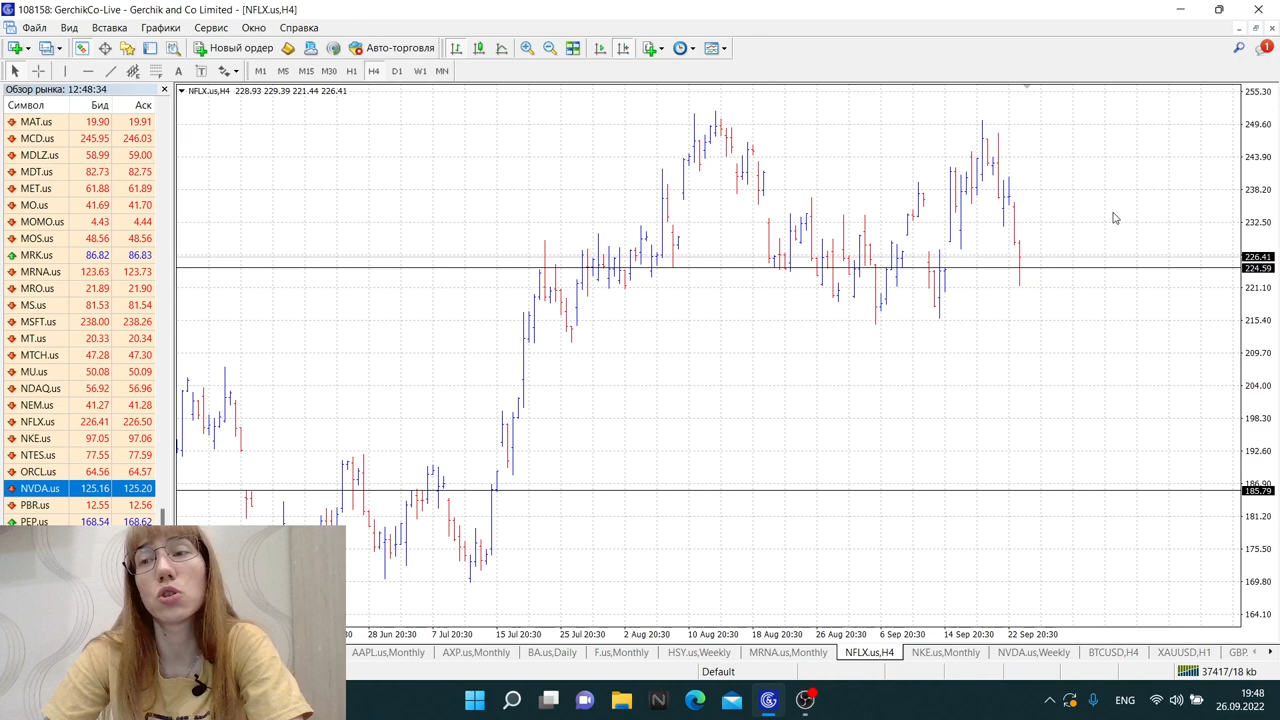 108158: GerchikCo-Live - Gerchik and Co Limited - [NFLX.us,H4]
Файл Вид Вставка Графики Сервис Окно Справка
Новый ордер Авто-торговля 1
A T M1 M5 M15 M30 H1 H4 D1 W1 MN
Обзор рынка: 12:48:34
Символ Бид Аск
MAT.us 19.90 19.91
MCD.us 245.95 246.03
MDLZ.us 58.99 59.00
MDT.us 82.73 82.75
MET.us 61.88 61.89
MO.us 41.69 41.70
MOMO.us 4.43 4.44
MOS.us 48.56 48.56
MRK.us 86.82 86.83
MRNA.us 123.63 123.73
MRO.us 21.89 21.90
MS.us 81.53 81.54
MSFT.us 238.00 238.26
MT.us 20.33 20.34
MTCH.us 47.28 47.30
MU.us 50.08 50.09
NDAQ.us 56.92 56.96
NEM.us 41.27 41.28
NFLX.us 226.41 226.50
NKE.us 97.05 97.06
NTES.us 77.55 77.59
ORCL.us 64.56 64.57
NVDA.us 125.16 125.20
PBR.us 12.55 12.56
PEP.us 168.54 168.62
NFLX.us,H4 228.93 229.39 221.44 226.41
255.30
249.60
243.90
238.20
232.50
226.41
224.59
221.10
215.40
209.70
204.00
198.30
192.60
186.90
185.79
181.20
175.50
169.80
164.10
28 Jun 20:30 7 Jul 20:30 15 Jul 20:30 25 Jul 20:30 2 Aug 20:30 10 Aug 20:30 18 Aug 20:30 26 Aug 20:30 6 Sep 20:30 14 Sep 20:30 22 Sep 20:30
AAPL.us,Monthly AXP.us,Monthly BA.us,Daily F.us,Monthly HSY.us,Weekly MRNA.us,Monthly NFLX.us,H4 NKE.us,Monthly NVDA.us,Weekly BTCUSD,H4 XAUUSD,H1 GBP
Default 37417/18 kb
ENG 19:48
26.09.2022